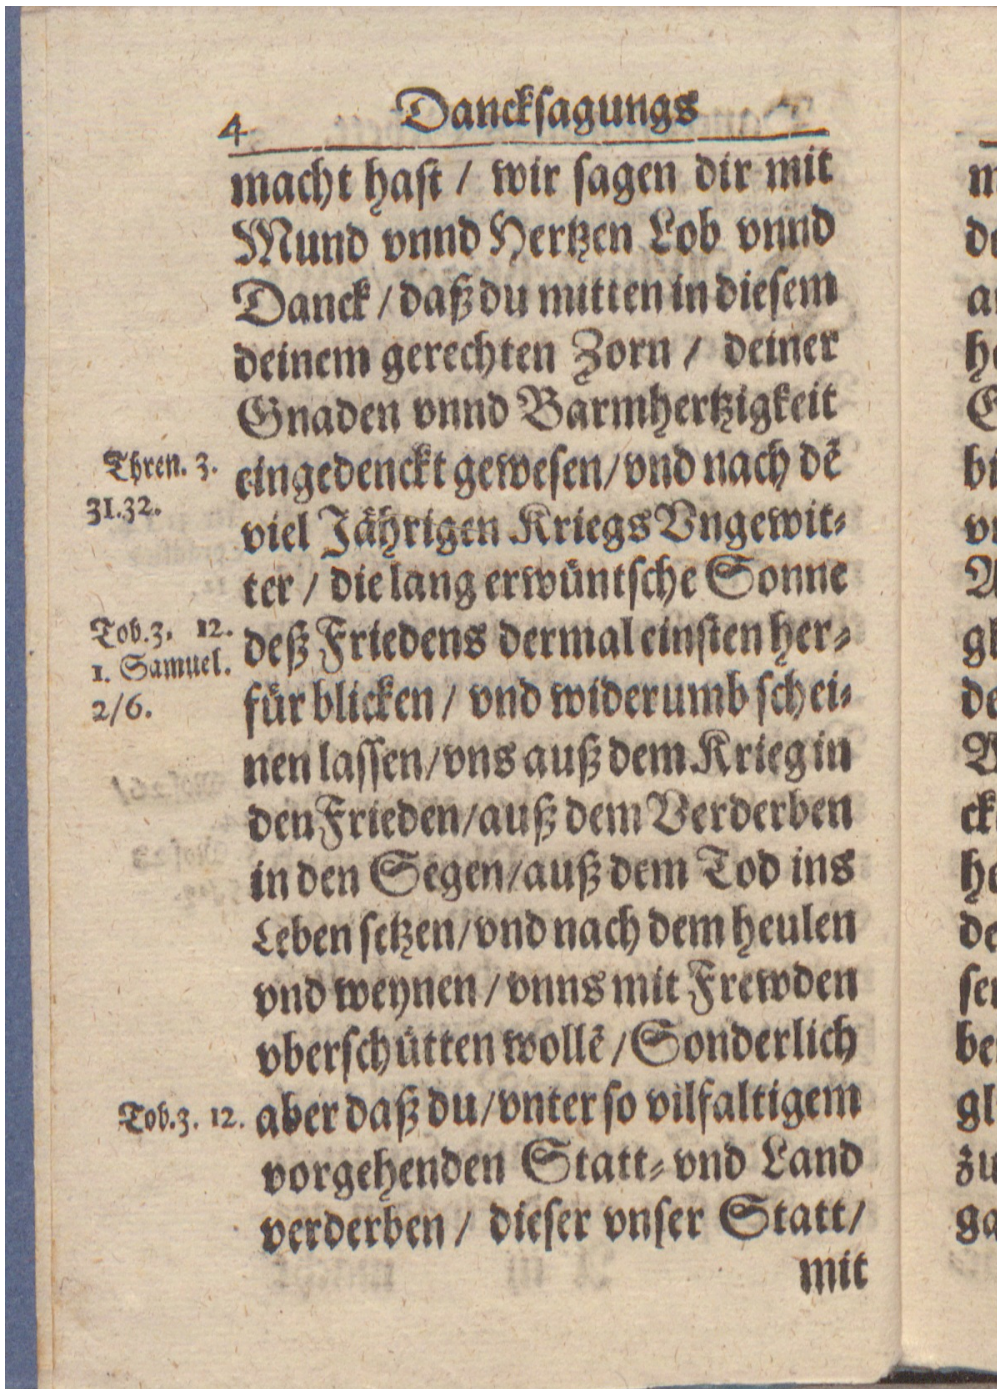 4
Danckſagungs
macht haſt / wir ſagen dir mit
Mund vnnd Hertzen Lob vnnd
Danck / daß du mitten in dieſem
deinem gerechten Zorn / deiner
Gnaden vnnd Barmhertzigkeit
Thren. 3.
31.32.
eingedenckt geweſen/vnd nach dẽ
viel Jährigen Kriegs Vngewit⸗
ter / die lang erwüntſche Sonne
Tob.3. 12.
1. Samuel.
2/6.
deß Friedens dermal einſten her⸗
für blicken / vnd widerumb ſchei⸗
nen laſſen/vns auß dem Krieg in
den Frieden/auß dem Verderben
in den Segen/auß dem Tod ins
Leben ſetzen/vnd nach dem heulen
vnd weynen / vnns mit Frewden
vberſchütten wollẽ /Sonderlich
Tob.3. 12.
aber daß du/vnter ſo vilfaltigem
vorgehenden Statt⸗ vnd Land
verderben / dieſer vnſer Statt/
mit